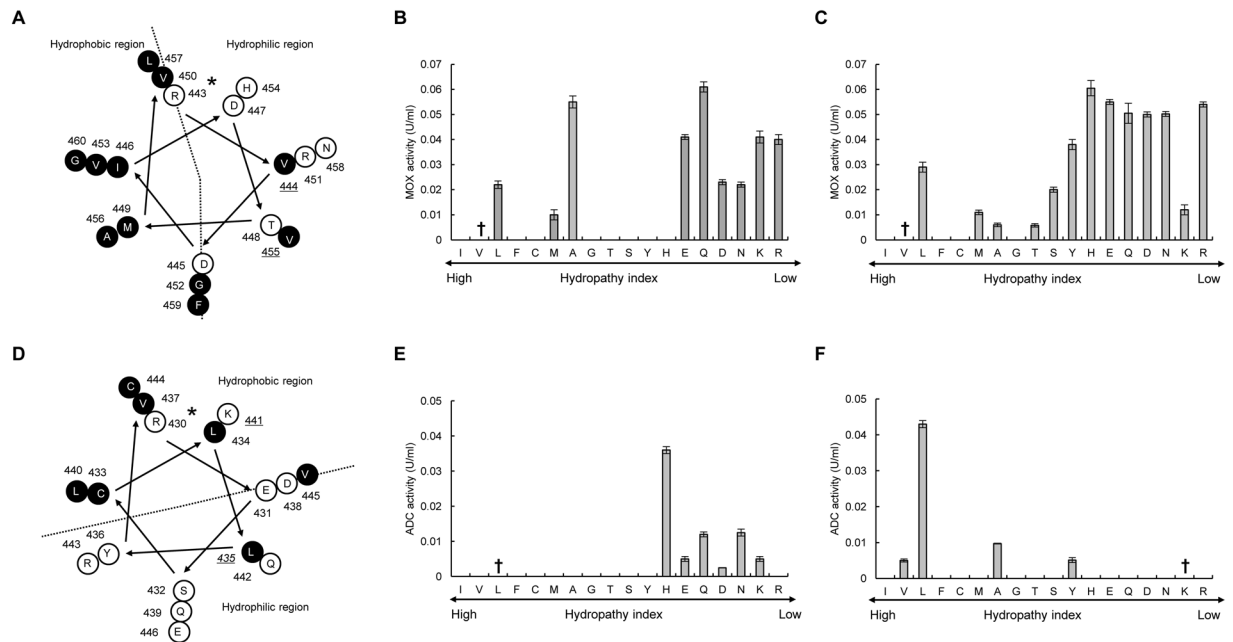 A
Hydrophobic region
Hydrophilic region
L 457
V 450
R 443
*
H 454
D 447
460 453 446
G V I
V R N
444 451 458
449
456 M
A
T
448 V
455
445 D
452 G
459 F
B
MOX activity (U/ml)
0.07
0.06
0.05
0.04
0.03
0.02
0.01
0
†
I V L F C M A G T S Y H E Q D N K R
High Hydropathy index Low
C
MOX activity (U/ml)
0.07
0.06
0.05
0.04
0.03
0.02
0.01
0
†
I V L F C M A G T S Y H E Q D N K R
High Hydropathy index Low
D
Hydrophobic region
444
C 437
V
R 430
*
K 441
L
434
440 433
L C
V
E D 445
431 438
436
443 Y
R
435 L
442 Q
432 S
439 Q
446 E
Hydrophilic region
E
ADC activity (U/ml)
0.05
0.04
0.03
0.02
0.01
0
†
I V L F C M A G T S Y H E Q D N K R
High Hydropathy index Low
F
ADC activity (U/ml)
0.05
0.04
0.03
0.02
0.01
0
†
I V L F C M A G T S Y H E Q D N K R
High Hydropathy index Low